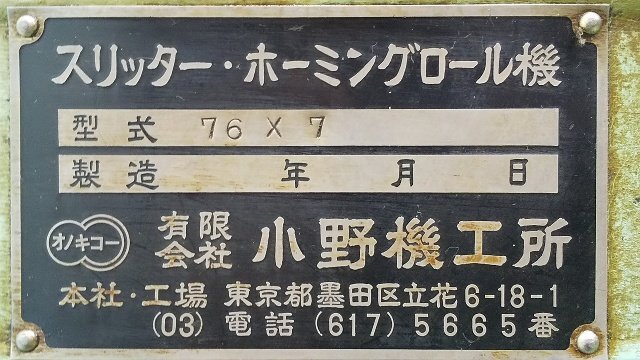 スリッター・ホーミングロール機
型式 76 X 7
製造 年 月 日
オノキコー
有限会社 小野機工所
本社・工場 東京都墨田区立花6-18-1
(03) 電話 (617) 5665番